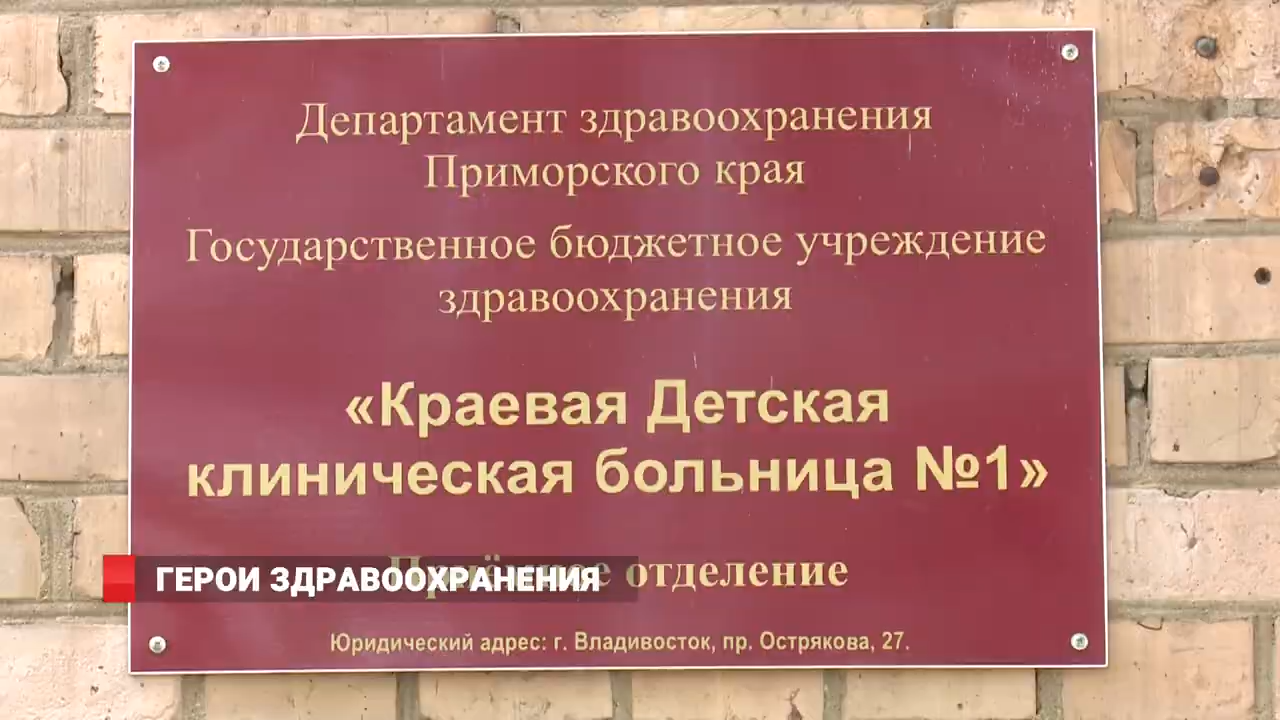 Департамент здравоохранения
Приморского края
Государственное бюджетное учреждение
здравоохранения
«Краевая Детская
клиническая больница №1»
Приёмное отделение
ГЕРОИ ЗДРАВООХРАНЕНИЯ
Юридический адрес: г. Владивосток, пр. Острякова, 27.